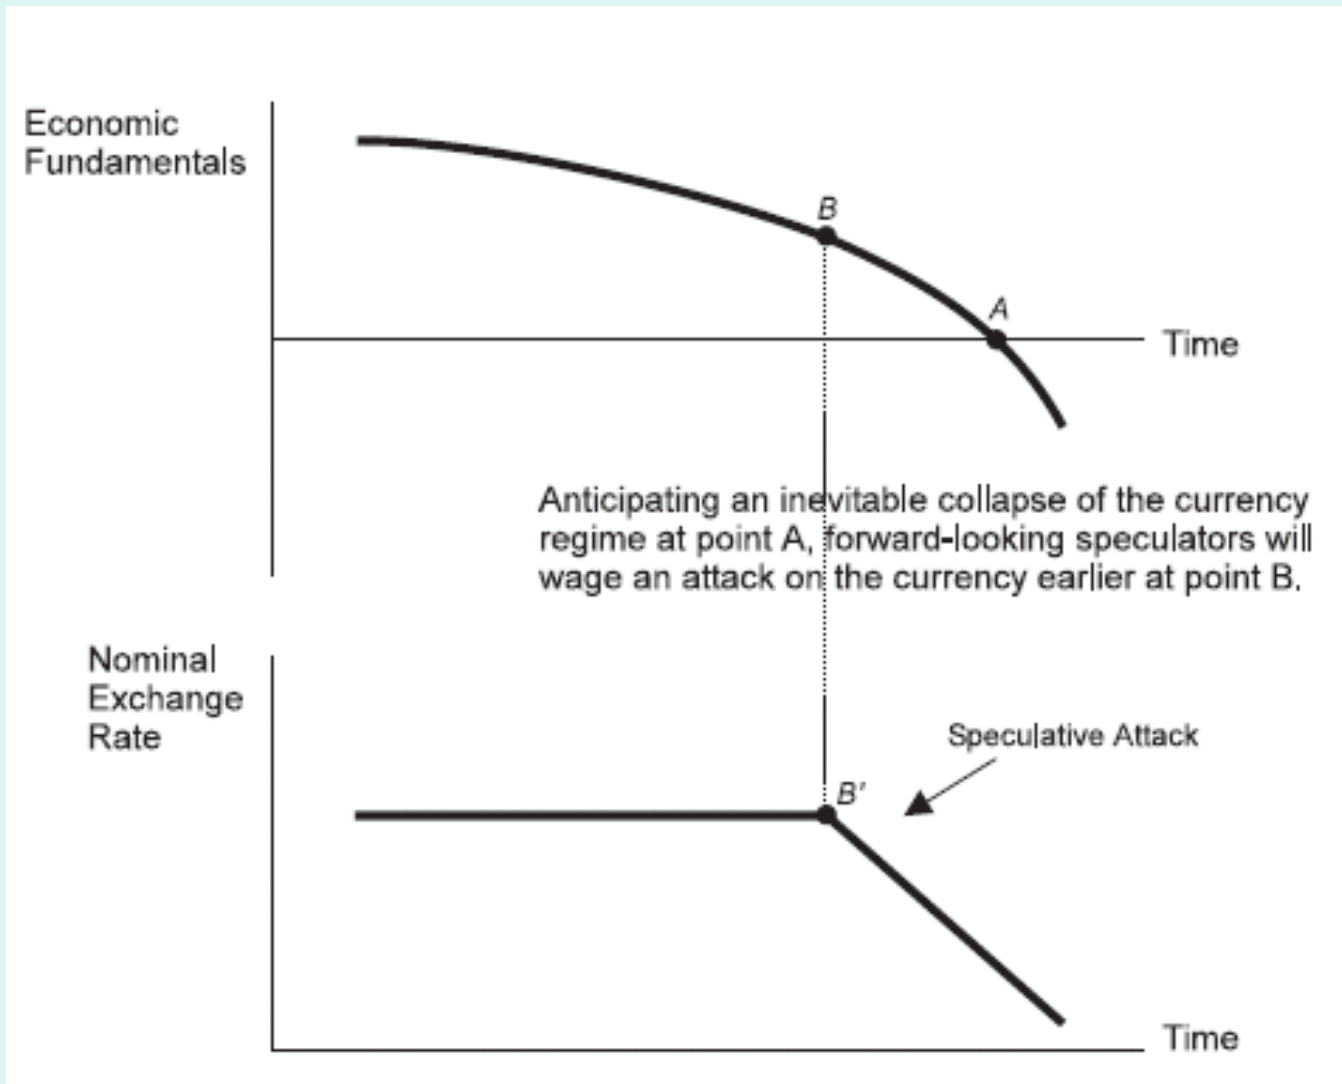 Economic
Fundamentals
B
A
Time
Anticipating an inevitable collapse of the currency
regime at point A, forward-looking speculators will
wage an attack on the currency earlier at point B.
Nominal
Exchange
Rate
Speculative Attack
B'
Time